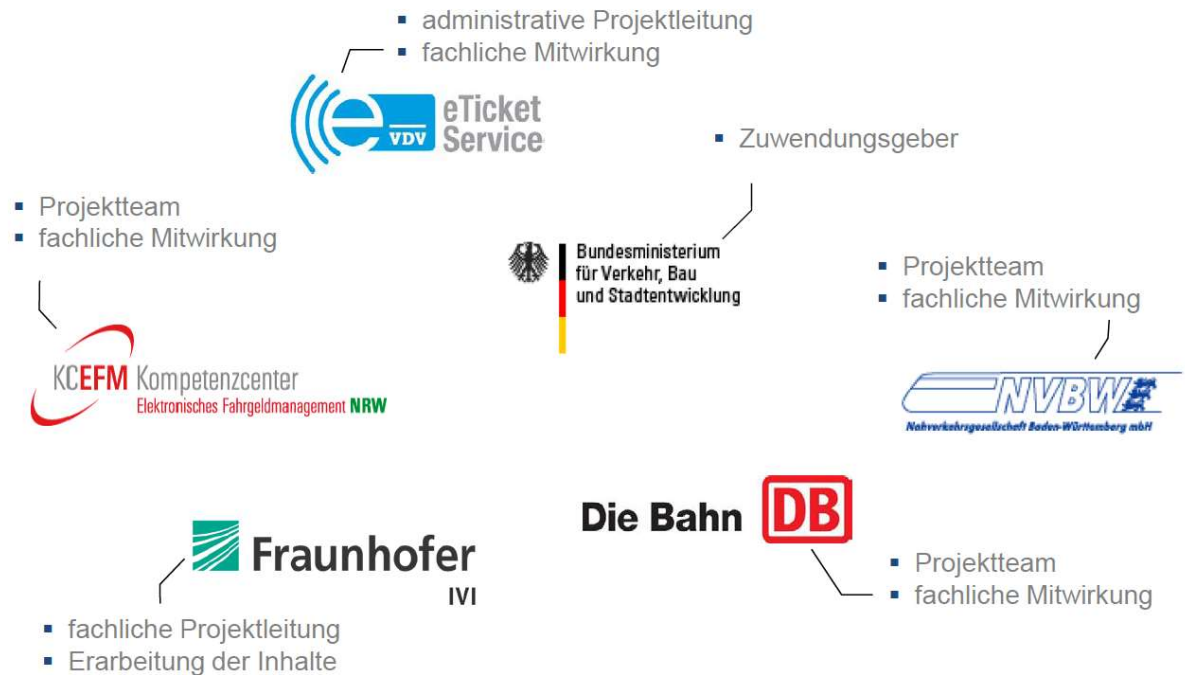 administrative Projektleitung
fachliche Mitwirkung
e VDV eTicket
Service
Zuwendungsgeber
Projektteam
fachliche Mitwirkung
Bundesministerium
für Verkehr, Bau
und Stadtentwicklung
Projektteam
fachliche Mitwirkung
KCEFM Kompetenzcenter
Elektronisches Fahrgeldmanagement NRW
NVBW
Nahverkehrsgesellschaft Baden-Württemberg mbH
Die Bahn DB
Fraunhofer
IVI
Projektteam
fachliche Mitwirkung
fachliche Projektleitung
Erarbeitung der Inhalte